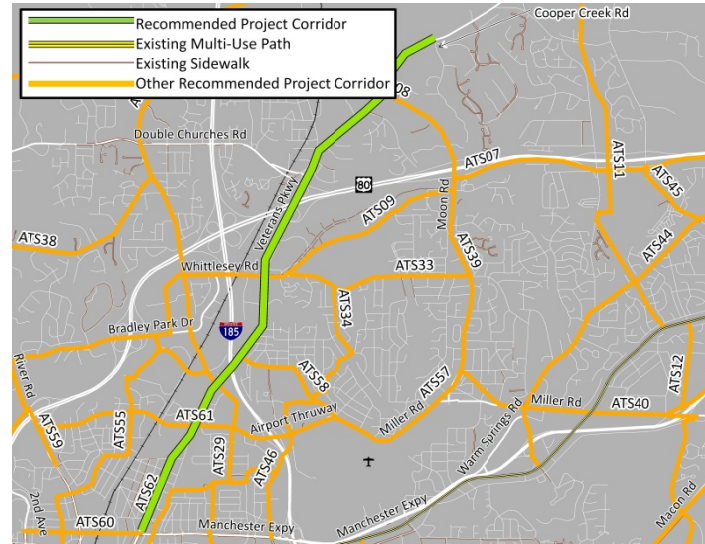 Recommended Project Corridor
Existing Multi-Use Path
Existing Sidewalk
Other Recommended Project Corridor
Cooper Creek Rd
08
Double Churches Rd
80
Veterans Pkwy
ATS07
ATS11
ATS45
Moon Rd
ATS09
ATS38
ATS44
ATS39
Whittlesey Rd
ATS33
ATS34
Bradley Park Dr
185
River Rd
ATS58
ATS57
ATS12
ATS55
ATS61
Airport Thruway
Miller Rd
Miller Rd
ATS40
ATS59
ATS29
ATS46
Warm Springs Rd
ATS62
2nd Ave
ATS60
Manchester Expy
Manchester Expy
Macon Rd